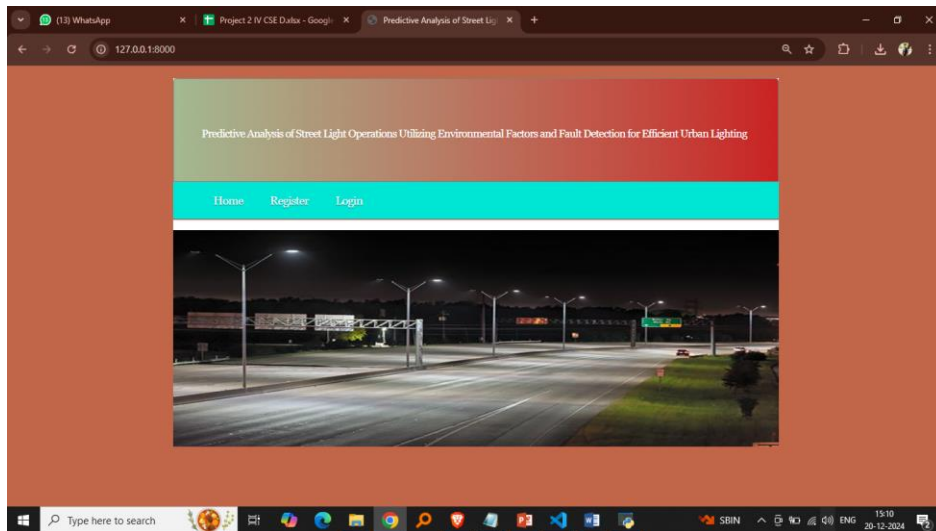 (13) WhatsApp
Project 2 IV CSE D.xlsx - Google
Predictive Analysis of Street Lig
127.0.0.1:8000
Predictive Analysis of Street Light Operations Utilizing Environmental Factors and Fault Detection for Efficient Urban Lighting
Home Register Login
Type here to search
SBIN
ENG
15:10
20-12-2024